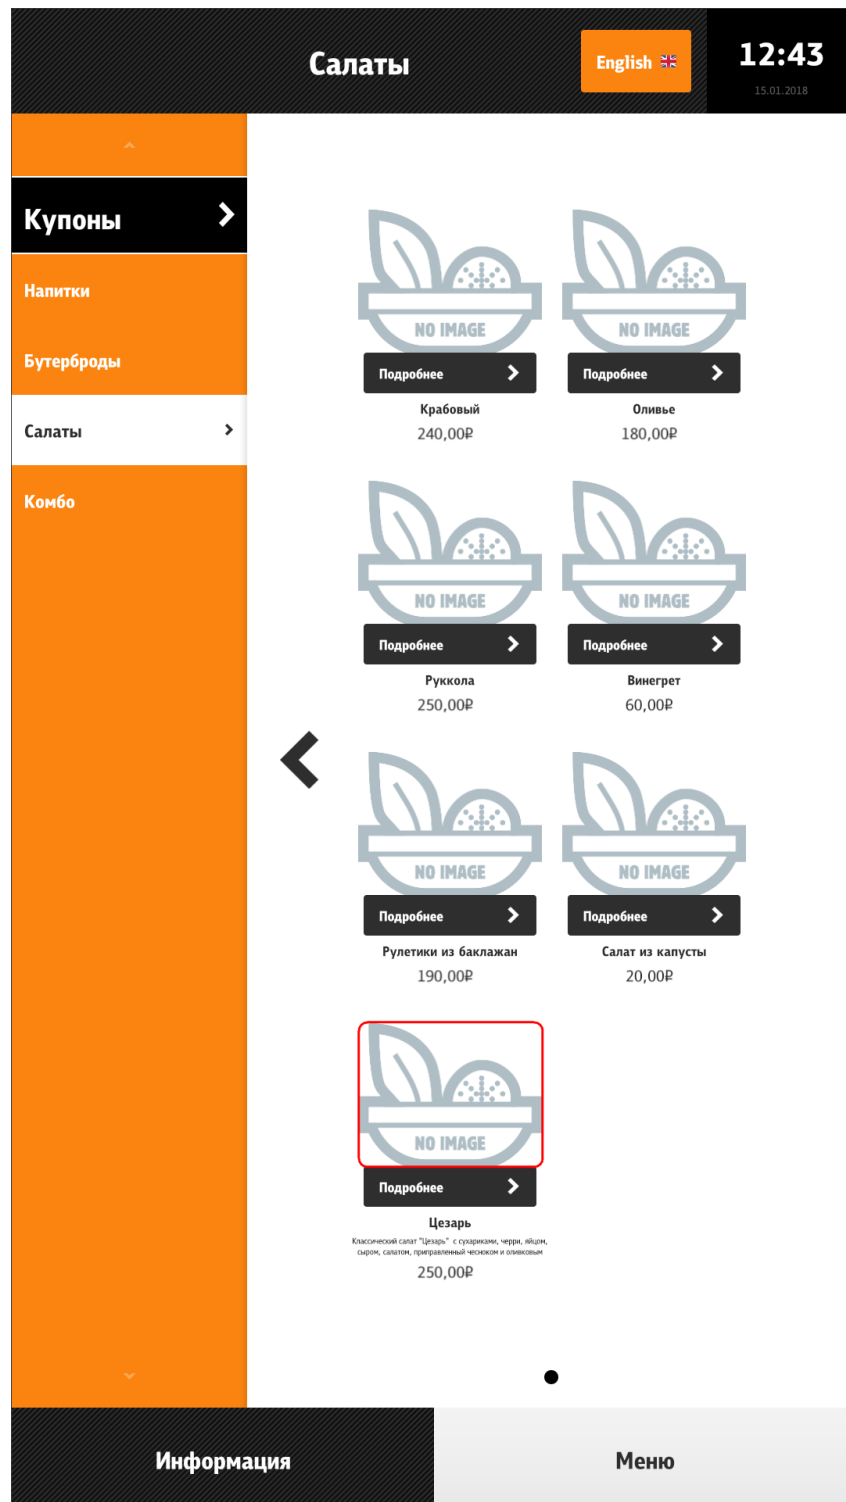 Салаты
English
12:43
15.01.2018
Купоны
Напитки
Бутерброды
Салаты
Комбо
NO IMAGE
NO IMAGE
Подробнее
Подробнее
Крабовый
Оливье
240,00₽
180,00₽
NO IMAGE
NO IMAGE
Подробнее
Подробнее
Руккола
Винегрет
250,00₽
60,00₽
NO IMAGE
NO IMAGE
Подробнее
Подробнее
Рулетики из баклажан
Салат из капусты
190,00₽
20,00₽
NO IMAGE
Подробнее
Цезарь
Классический салат "Цезарь" с сухариками, черри, яйцом,
сыром, салатом, приправленный чесноком и оливковым
250,00₽
Информация
Меню